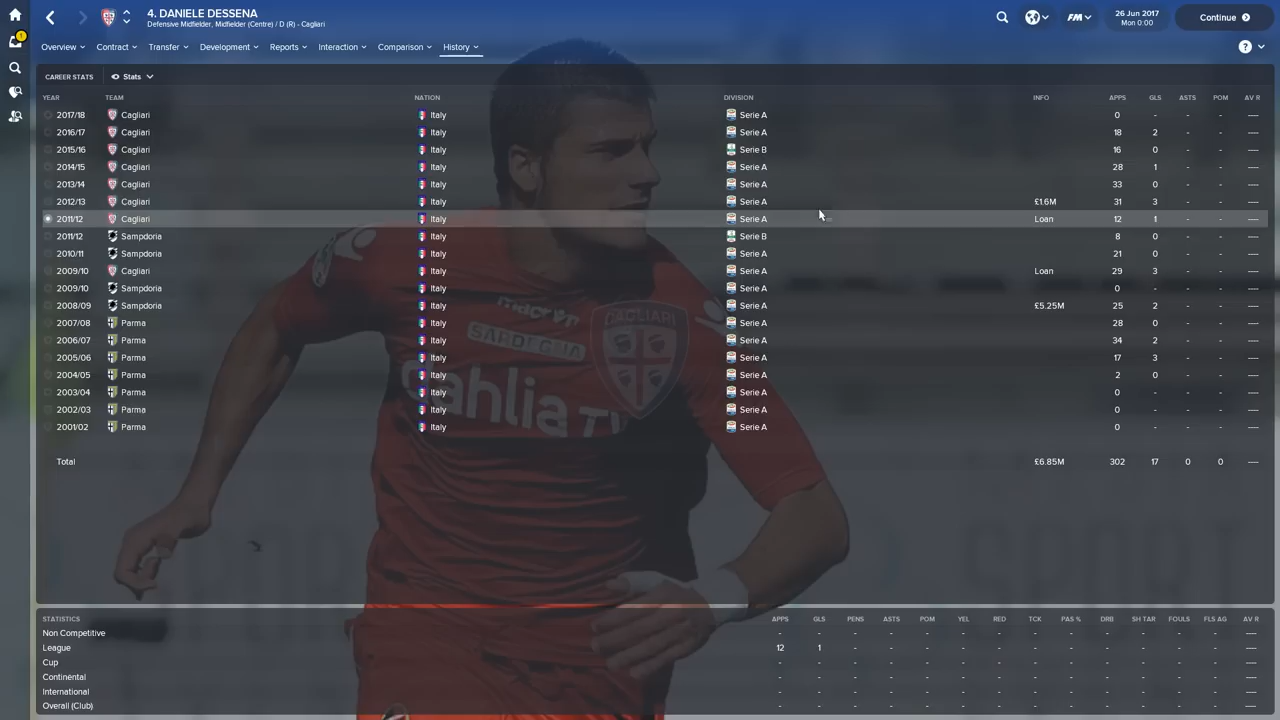 4. DANIELE DESSENA
Defensive Midfielder, Midfielder (Centre) / D (R) - Cagliari
1
FM
26 Jun 2017
Mon 0:00
Continue
Overview Contract Transfer Development Reports Interaction Comparison History ?
CAREER STATS Stats
YEAR TEAM NATION DIVISION INFO APPS GLS ASTS POM AV R
2017/18 Cagliari Italy Serie A 0 - - - ----
2016/17 Cagliari Italy Serie A 18 2 - - ----
2015/16 Cagliari Italy Serie B 16 0 - - ----
2014/15 Cagliari Italy Serie A 28 1 - - ----
2013/14 Cagliari Italy Serie A 33 0 - - ----
2012/13 Cagliari Italy Serie A £1.6M 31 3 - - ----
2011/12 Cagliari Italy Serie A Loan 12 1 - - ----
2011/12 Sampdoria Italy Serie B 8 0 - - ----
2010/11 Sampdoria Italy Serie A 21 0 - - ----
2009/10 Cagliari Italy Serie A Loan 29 3 - - ----
2009/10 Sampdoria Italy Serie A 0 - - - ----
2008/09 Sampdoria Italy Serie A £5.25M 25 2 - - ----
2007/08 Parma Italy Serie A 28 0 - - ----
2006/07 Parma Italy Serie A 34 2 - - ----
2005/06 Parma Italy Serie A 17 3 - - ----
2004/05 Parma Italy Serie A 2 0 - - ----
2003/04 Parma Italy Serie A 0 - - - ----
2002/03 Parma Italy Serie A 0 - - - ----
2001/02 Parma Italy Serie A 0 - - - ----
Total £6.85M 302 17 0 0 ----
macron
SARDEGNA
CAGLIARI
Dahlia TV
SPORT
STATISTICS APPS GLS PENS ASTS POM YEL RED TCK PAS % DRB SH TAR FOULS FLS AG AV R
Non Competitive - - - - - - - - - - - - - ----
League 12 1 - - - - - - - - - - - ----
Cup - - - - - - - - - - - - - ----
Continental - - - - - - - - - - - - - ----
International - - - - - - - - - - - - - ----
Overall (Club) - - - - - - - - - - - - - ----